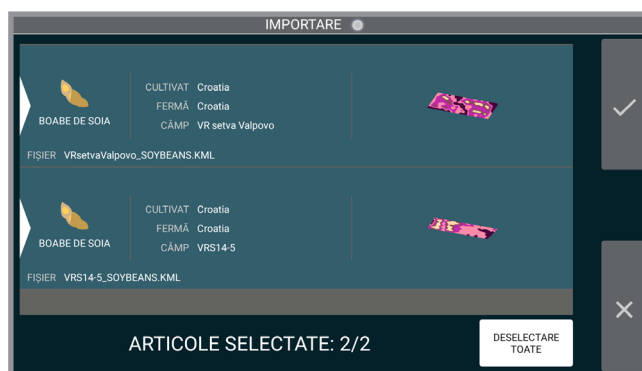 IMPORTARE
BOABE DE SOIA
CULTIVAT Croatia
FERMĂ Croatia
CÂMP VR setva Valpovo
FIȘIER VRsetvaValpovo_SOYBEANS.KML
BOABE DE SOIA
CULTIVAT Croatia
FERMĂ Croatia
CÂMP VRS14-5
FIȘIER VRS14-5_SOYBEANS.KML
ARTICOLE SELECTATE: 2/2
DESELECTARE
TOATE